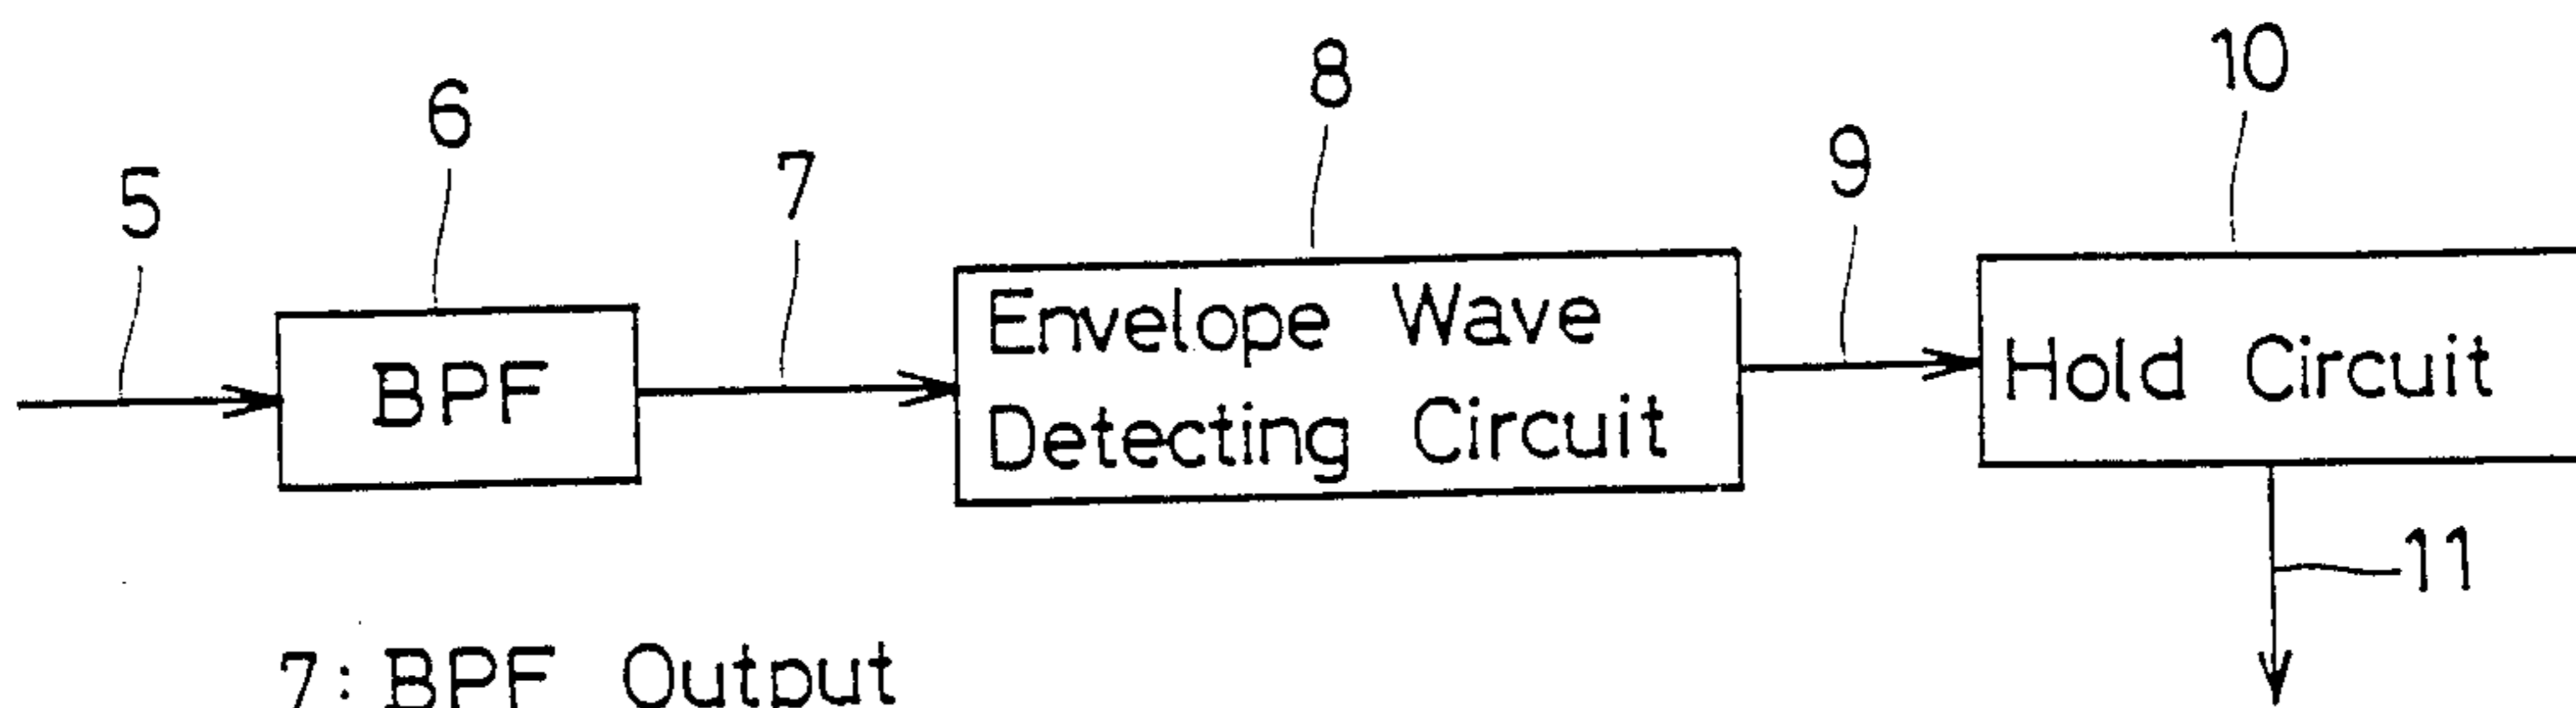 5
6
7
8
9
10
BPF
Envelope Wave
Detecting Circuit
Hold Circuit
11
7: BPF Output